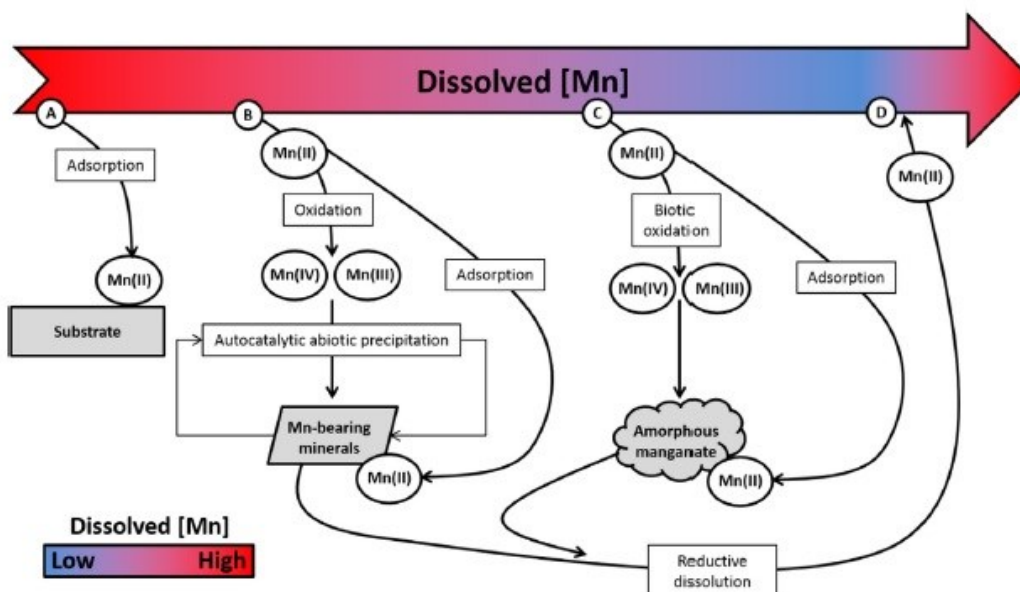 Dissolved [Mn]
A
B
C
D
Adsorption
Mn(II)
Substrate
Mn(II)
Oxidation
Mn(IV)
Mn(III)
Adsorption
Autocatalytic abiotic precipitation
Mn-bearing
minerals
Mn(II)
Mn(II)
Biotic
oxidation
Mn(IV)
Mn(III)
Adsorption
Amorphous
manganate
Mn(II)
Mn(II)
Reductive
dissolution
Dissolved [Mn]
Low
High